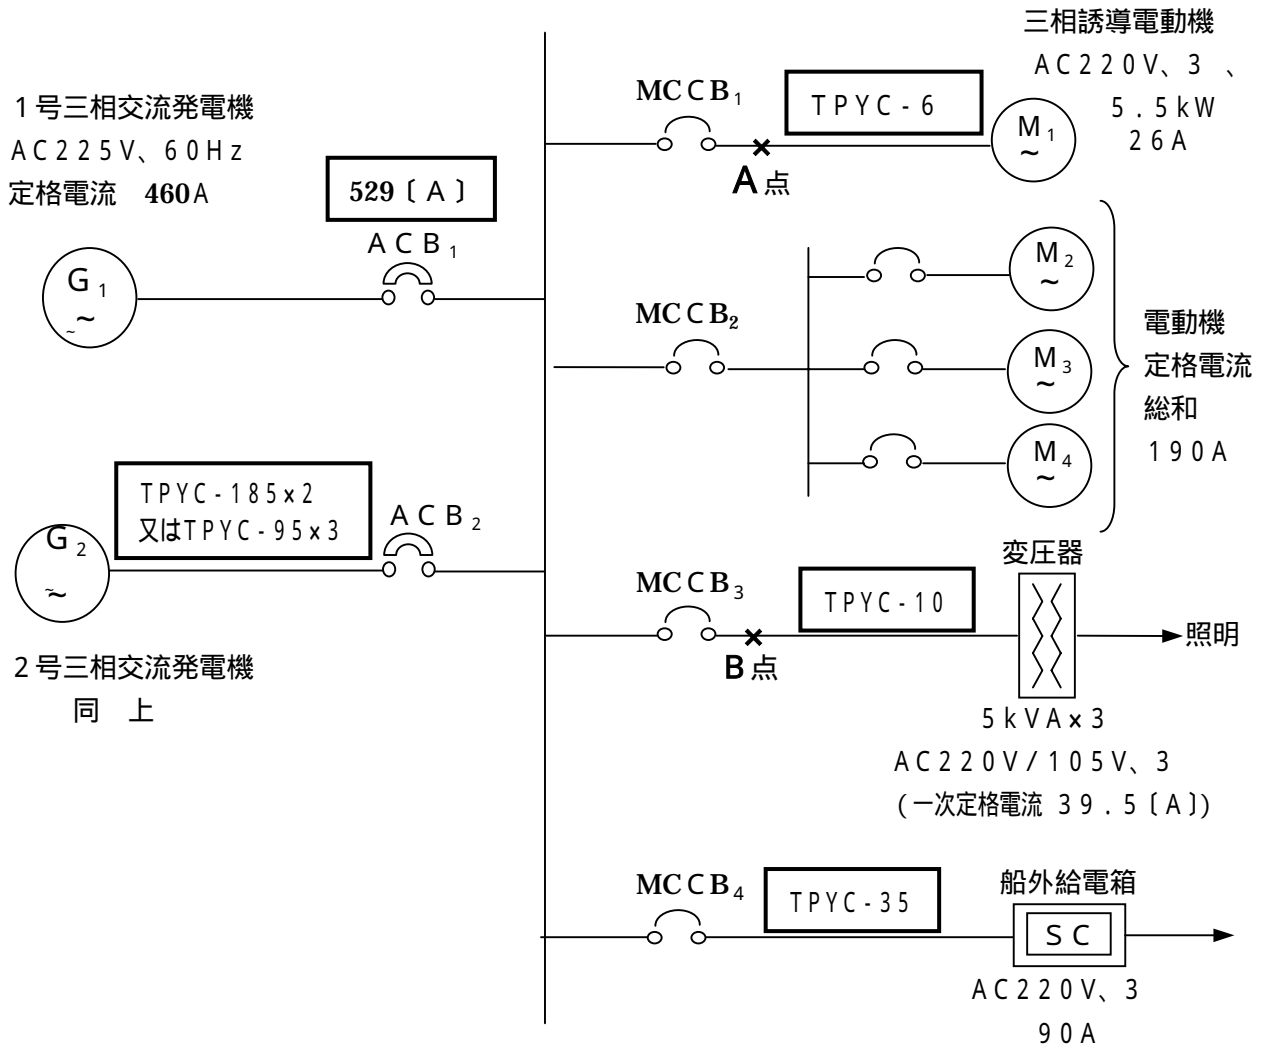 三相誘導電動機
AC220V、3 、
5.5kW
26A
MCCB1
TPYC-6
M1
~
A点
1号三相交流発電機
AC225V、60Hz
定格電流 460A
529〔A〕
ACB1
G1
~
~
MCCB2
M2
~
M3
~
M4
~
電動機
定格電流
総和
190A
TPYC-185×2
又はTPYC-95×3
ACB2
G2
~
~
2号三相交流発電機
同 上
MCCB3
TPYC-10
B点
変圧器
照明
5kVA×3
AC220V/105V、3
(一次定格電流 39.5〔A〕)
MCCB4
TPYC-35
船外給電箱
SC
AC220V、3
90A